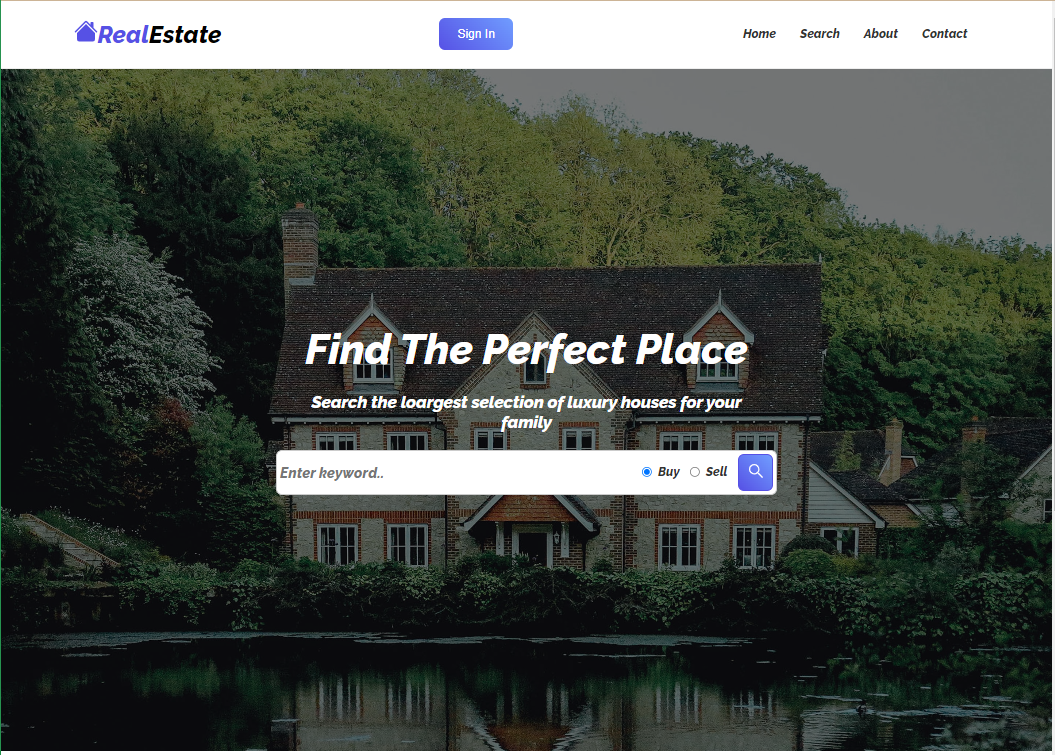 RealEstate
Sign In
Home
Search
About
Contact
Find The Perfect Place
Search the loargest selection of luxury houses for your
family
Enter keyword..
Buy
Sell